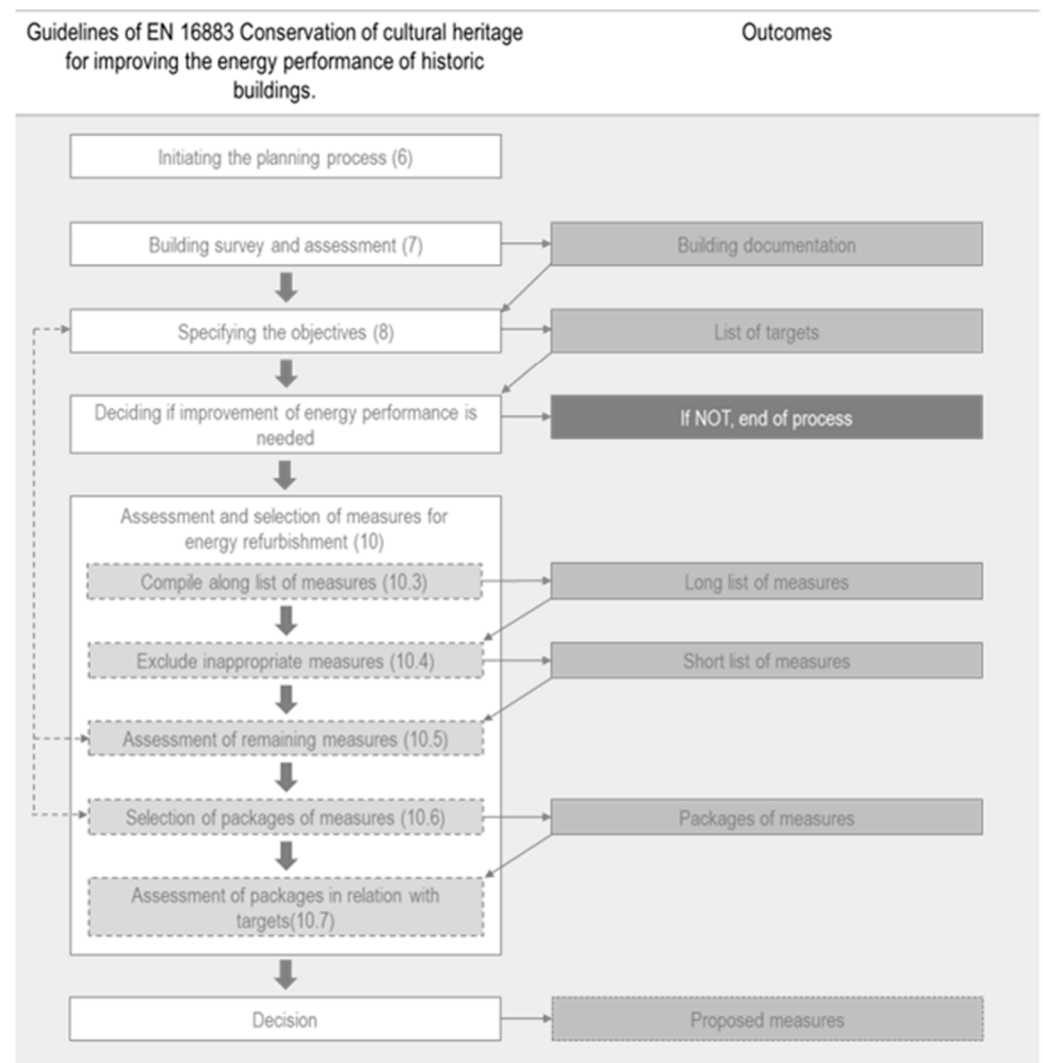 Guidelines of EN 16883 Conservation of cultural heritage
for improving the energy performance of historic
buildings.
Outcomes
Initiating the planning process (6)
Building survey and assessment (7)
Building documentation
Specifying the objectives (8)
List of targets
Deciding if improvement of energy performance is
needed
If NOT, end of process
Assessment and selection of measures for
energy refurbishment (10)
Compile along list of measures (10.3)
Long list of measures
Exclude inappropriate measures (10.4)
Short list of measures
Assessment of remaining measures (10.5)
Selection of packages of measures (10.6)
Packages of measures
Assessment of packages in relation with
targets(10.7)
Decision
Proposed measures